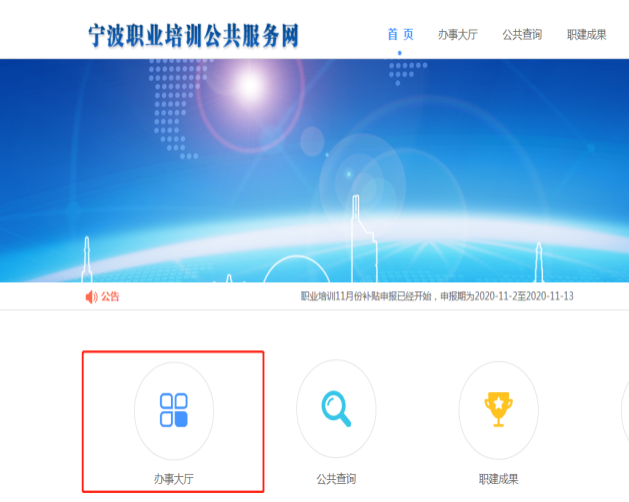 宁波职业培训公共服务网
首 页 办事大厅 公共查询 职建成果
公告 职业培训11月份补贴申报已经开始，申报期为2020-11-2至2020-11-13
办事大厅 公共查询 职建成果